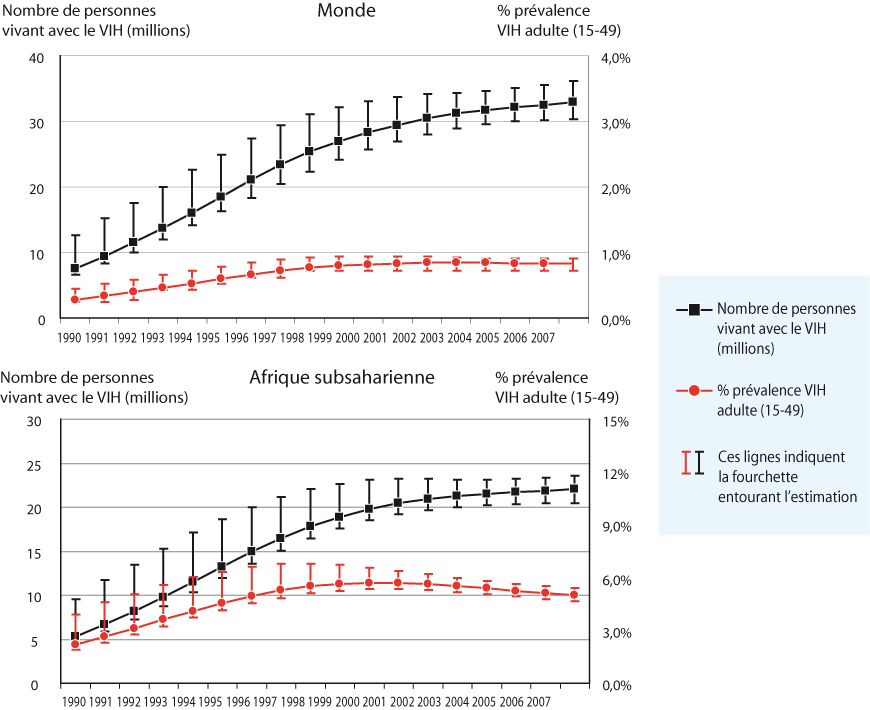 Nombre de personnes
vivant avec le VIH (millions)
Monde
% prévalence
VIH adulte (15-49)
40
30
20
10
0
4,0%
3,0%
2,0%
1,0%
0,0%
1990 1991 1992 1993 1994 1995 1996 1997 1998 1999 2000 2001 2002 2003 2004 2005 2006 2007
Nombre de personnes
vivant avec le VIH (millions)
Afrique subsaharienne
% prévalence
VIH adulte (15-49)
30
25
20
15
10
5
0
15%
12%
9,0%
6,0%
3,0%
0,0%
1990 1991 1992 1993 1994 1995 1996 1997 1998 1999 2000 2001 2002 2003 2004 2005 2006 2007
Nombre de personnes
vivant avec le VIH
(millions)
% prévalence VIH
adulte (15-49)
Ces lignes indiquent
la fourchette
entourant l'estimation